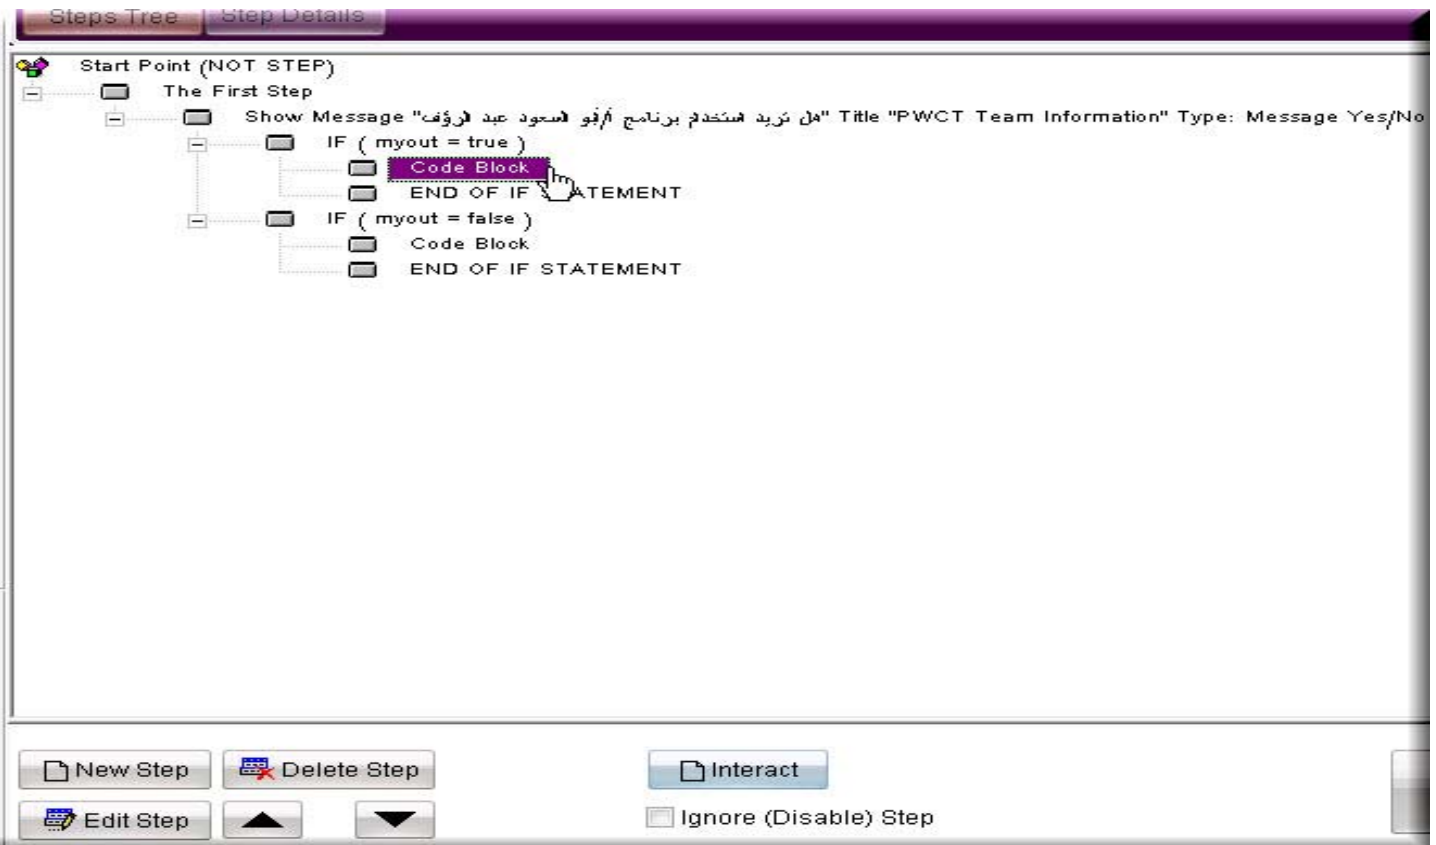 Steps Tree Step Details
Start Point (NOT STEP)
The First Step
Show Message "هل تريد استخدام برنامج أ/أبو السعود عبد الرؤف" Title "PWCT Team Information" Type: Message Yes/No
IF ( myout = true )
Code Block
END OF IF STATEMENT
IF ( myout = false )
Code Block
END OF IF STATEMENT
New Step Delete Step Interact
Edit Step Ignore (Disable) Step